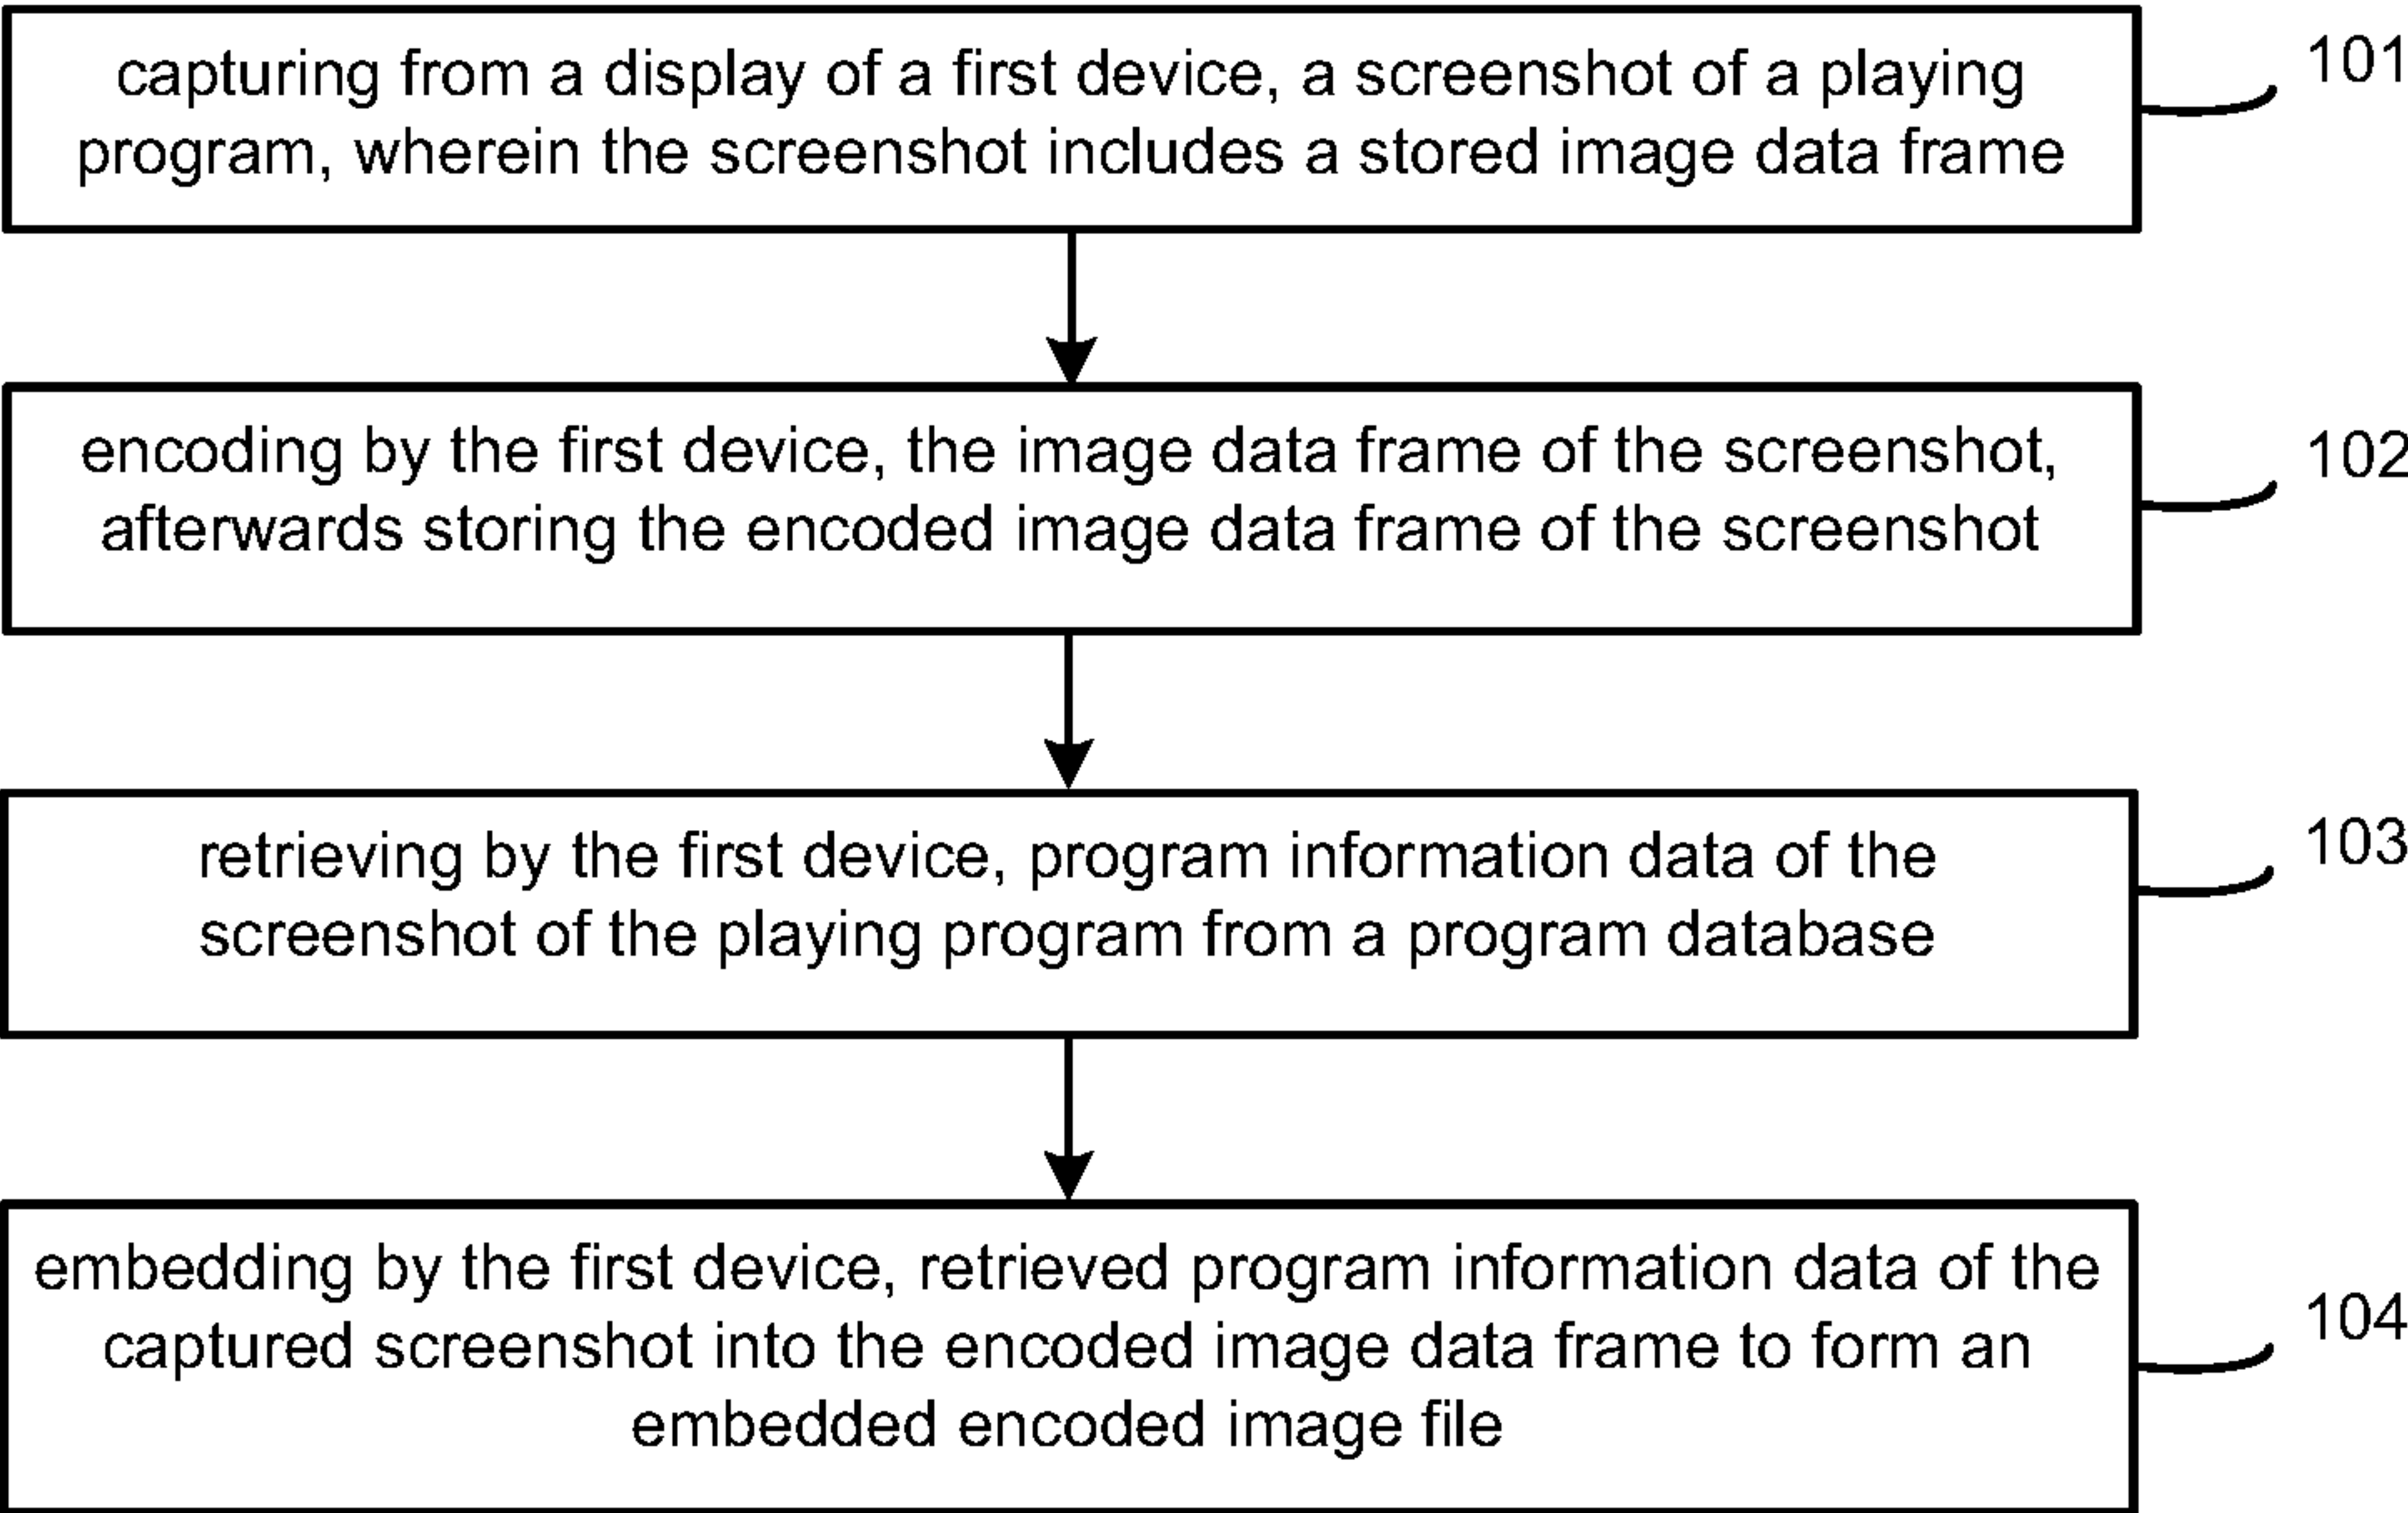 capturing from a display of a first device, a screenshot of a playing
program, wherein the screenshot includes a stored image data frame
101
encoding by the first device, the image data frame of the screenshot,
afterwards storing the encoded image data frame of the screenshot
102
retrieving by the first device, program information data of the
screenshot of the playing program from a program database
103
embedding by the first device, retrieved program information data of the
captured screenshot into the encoded image data frame to form an
embedded encoded image file
104